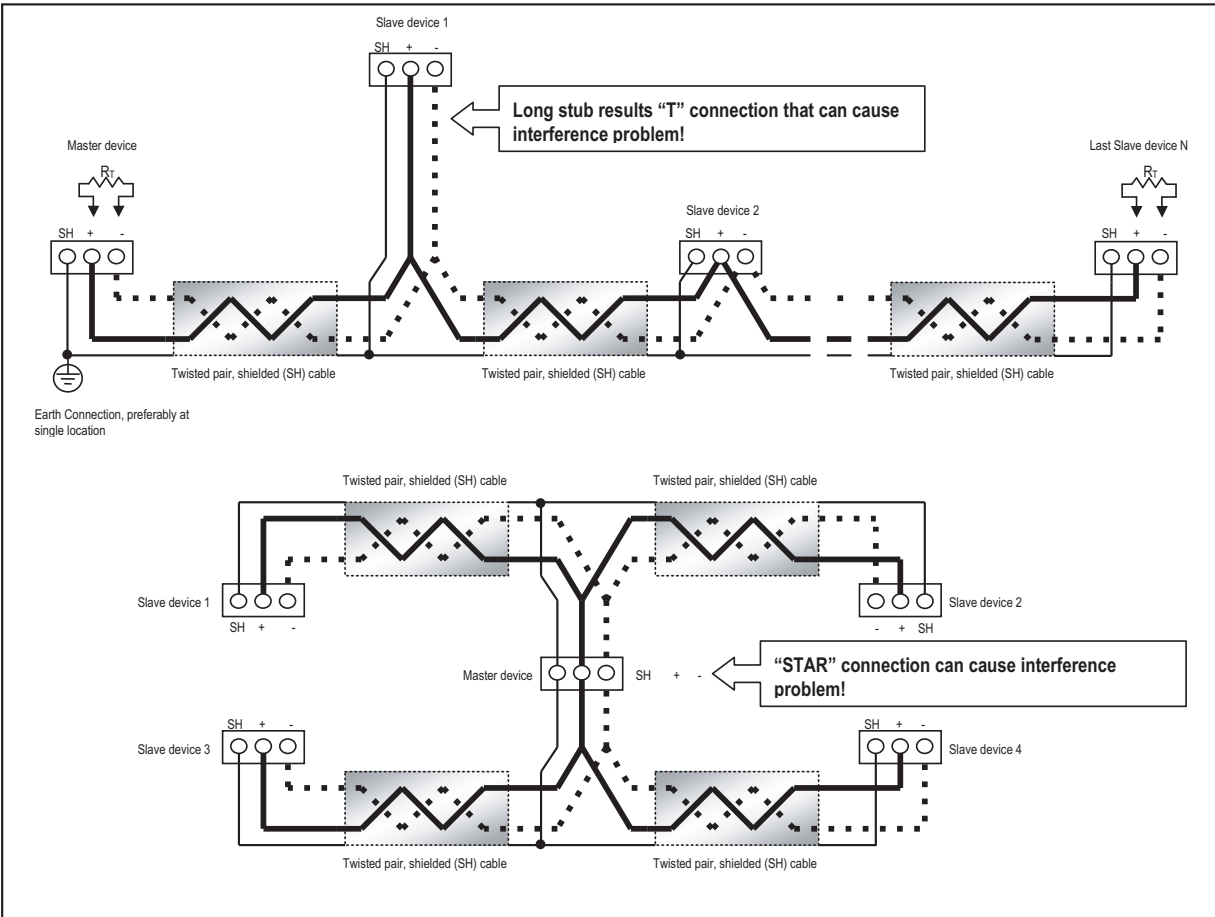 Slave device 1
SH + -
Long stub results “T” connection that can cause
interference problem!
Master device
RT
Last Slave device N
RT
Slave device 2
SH + -
SH + -
SH + -
Twisted pair, shielded (SH) cable
Twisted pair, shielded (SH) cable
Twisted pair, shielded (SH) cable
Earth Connection, preferably at
single location
Twisted pair, shielded (SH) cable
Twisted pair, shielded (SH) cable
Slave device 1
Slave device 2
SH + -
- + SH
Master device
SH + -
“STAR” connection can cause interference
problem!
SH + -
SH + -
Slave device 3
Slave device 4
Twisted pair, shielded (SH) cable
Twisted pair, shielded (SH) cable